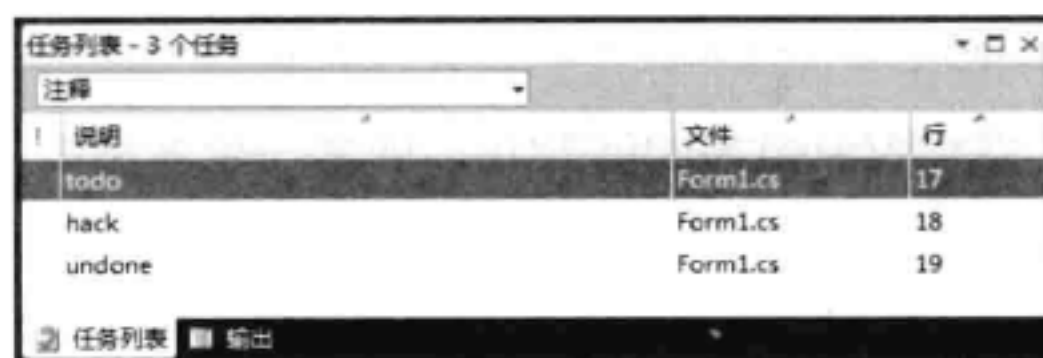 任务列表 - 3 个任务
注释
! 说明 文件 行
todo Form1.cs 17
hack Form1.cs 18
undone Form1.cs 19
任务列表 输出